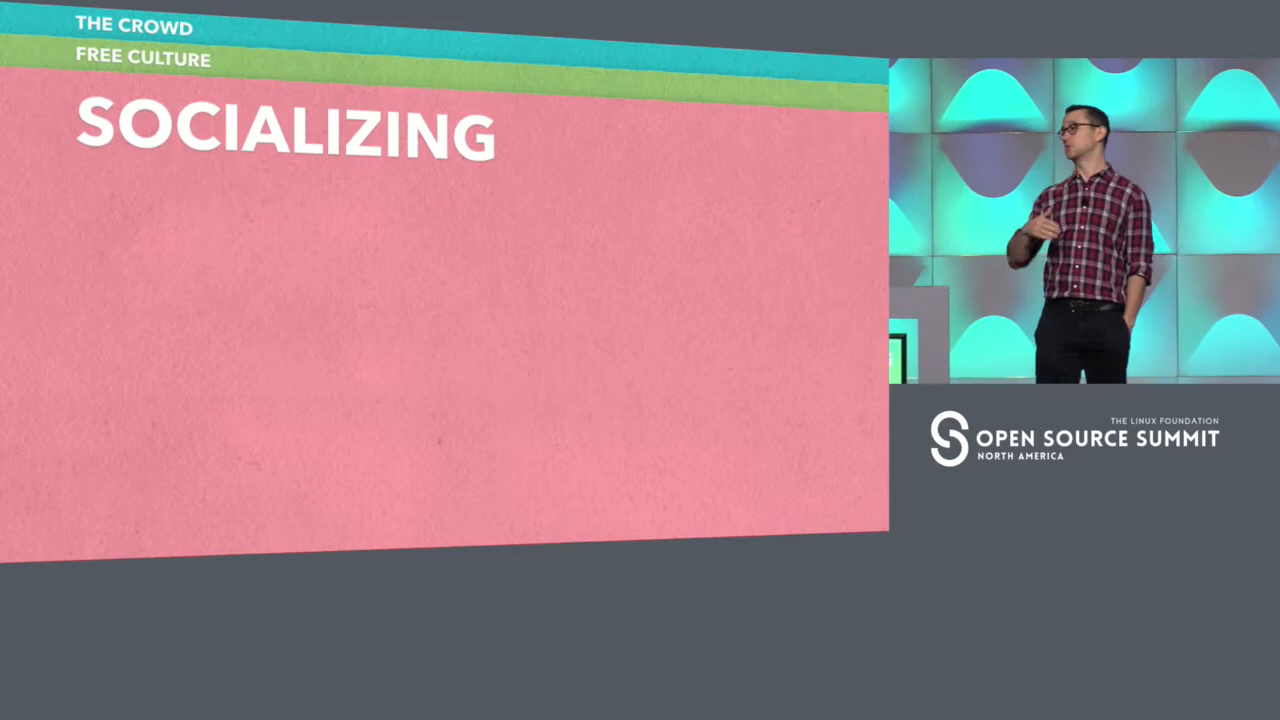 THE CROWD
FREE CULTURE
SOCIALIZING
THE LINUX FOUNDATION
OPEN SOURCE SUMMIT
NORTH AMERICA